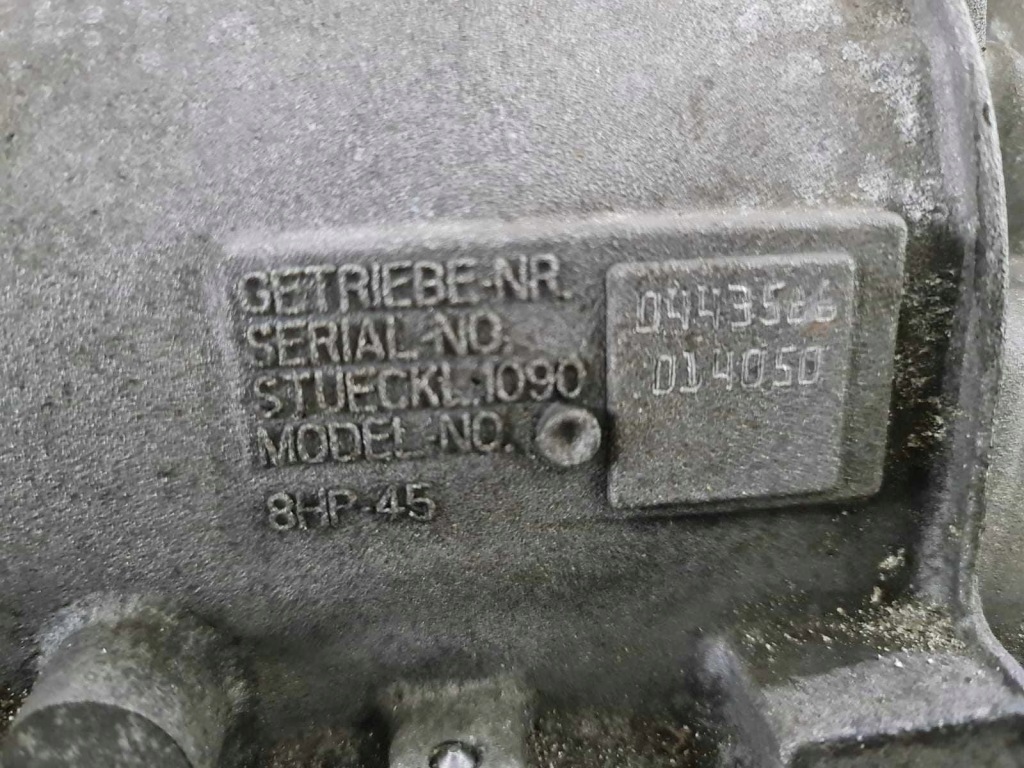 GETRIEBE-NR.
SERIAL-NO.
STUECKL.1090
MODEL-NO.
8HP-45
0443566
014050